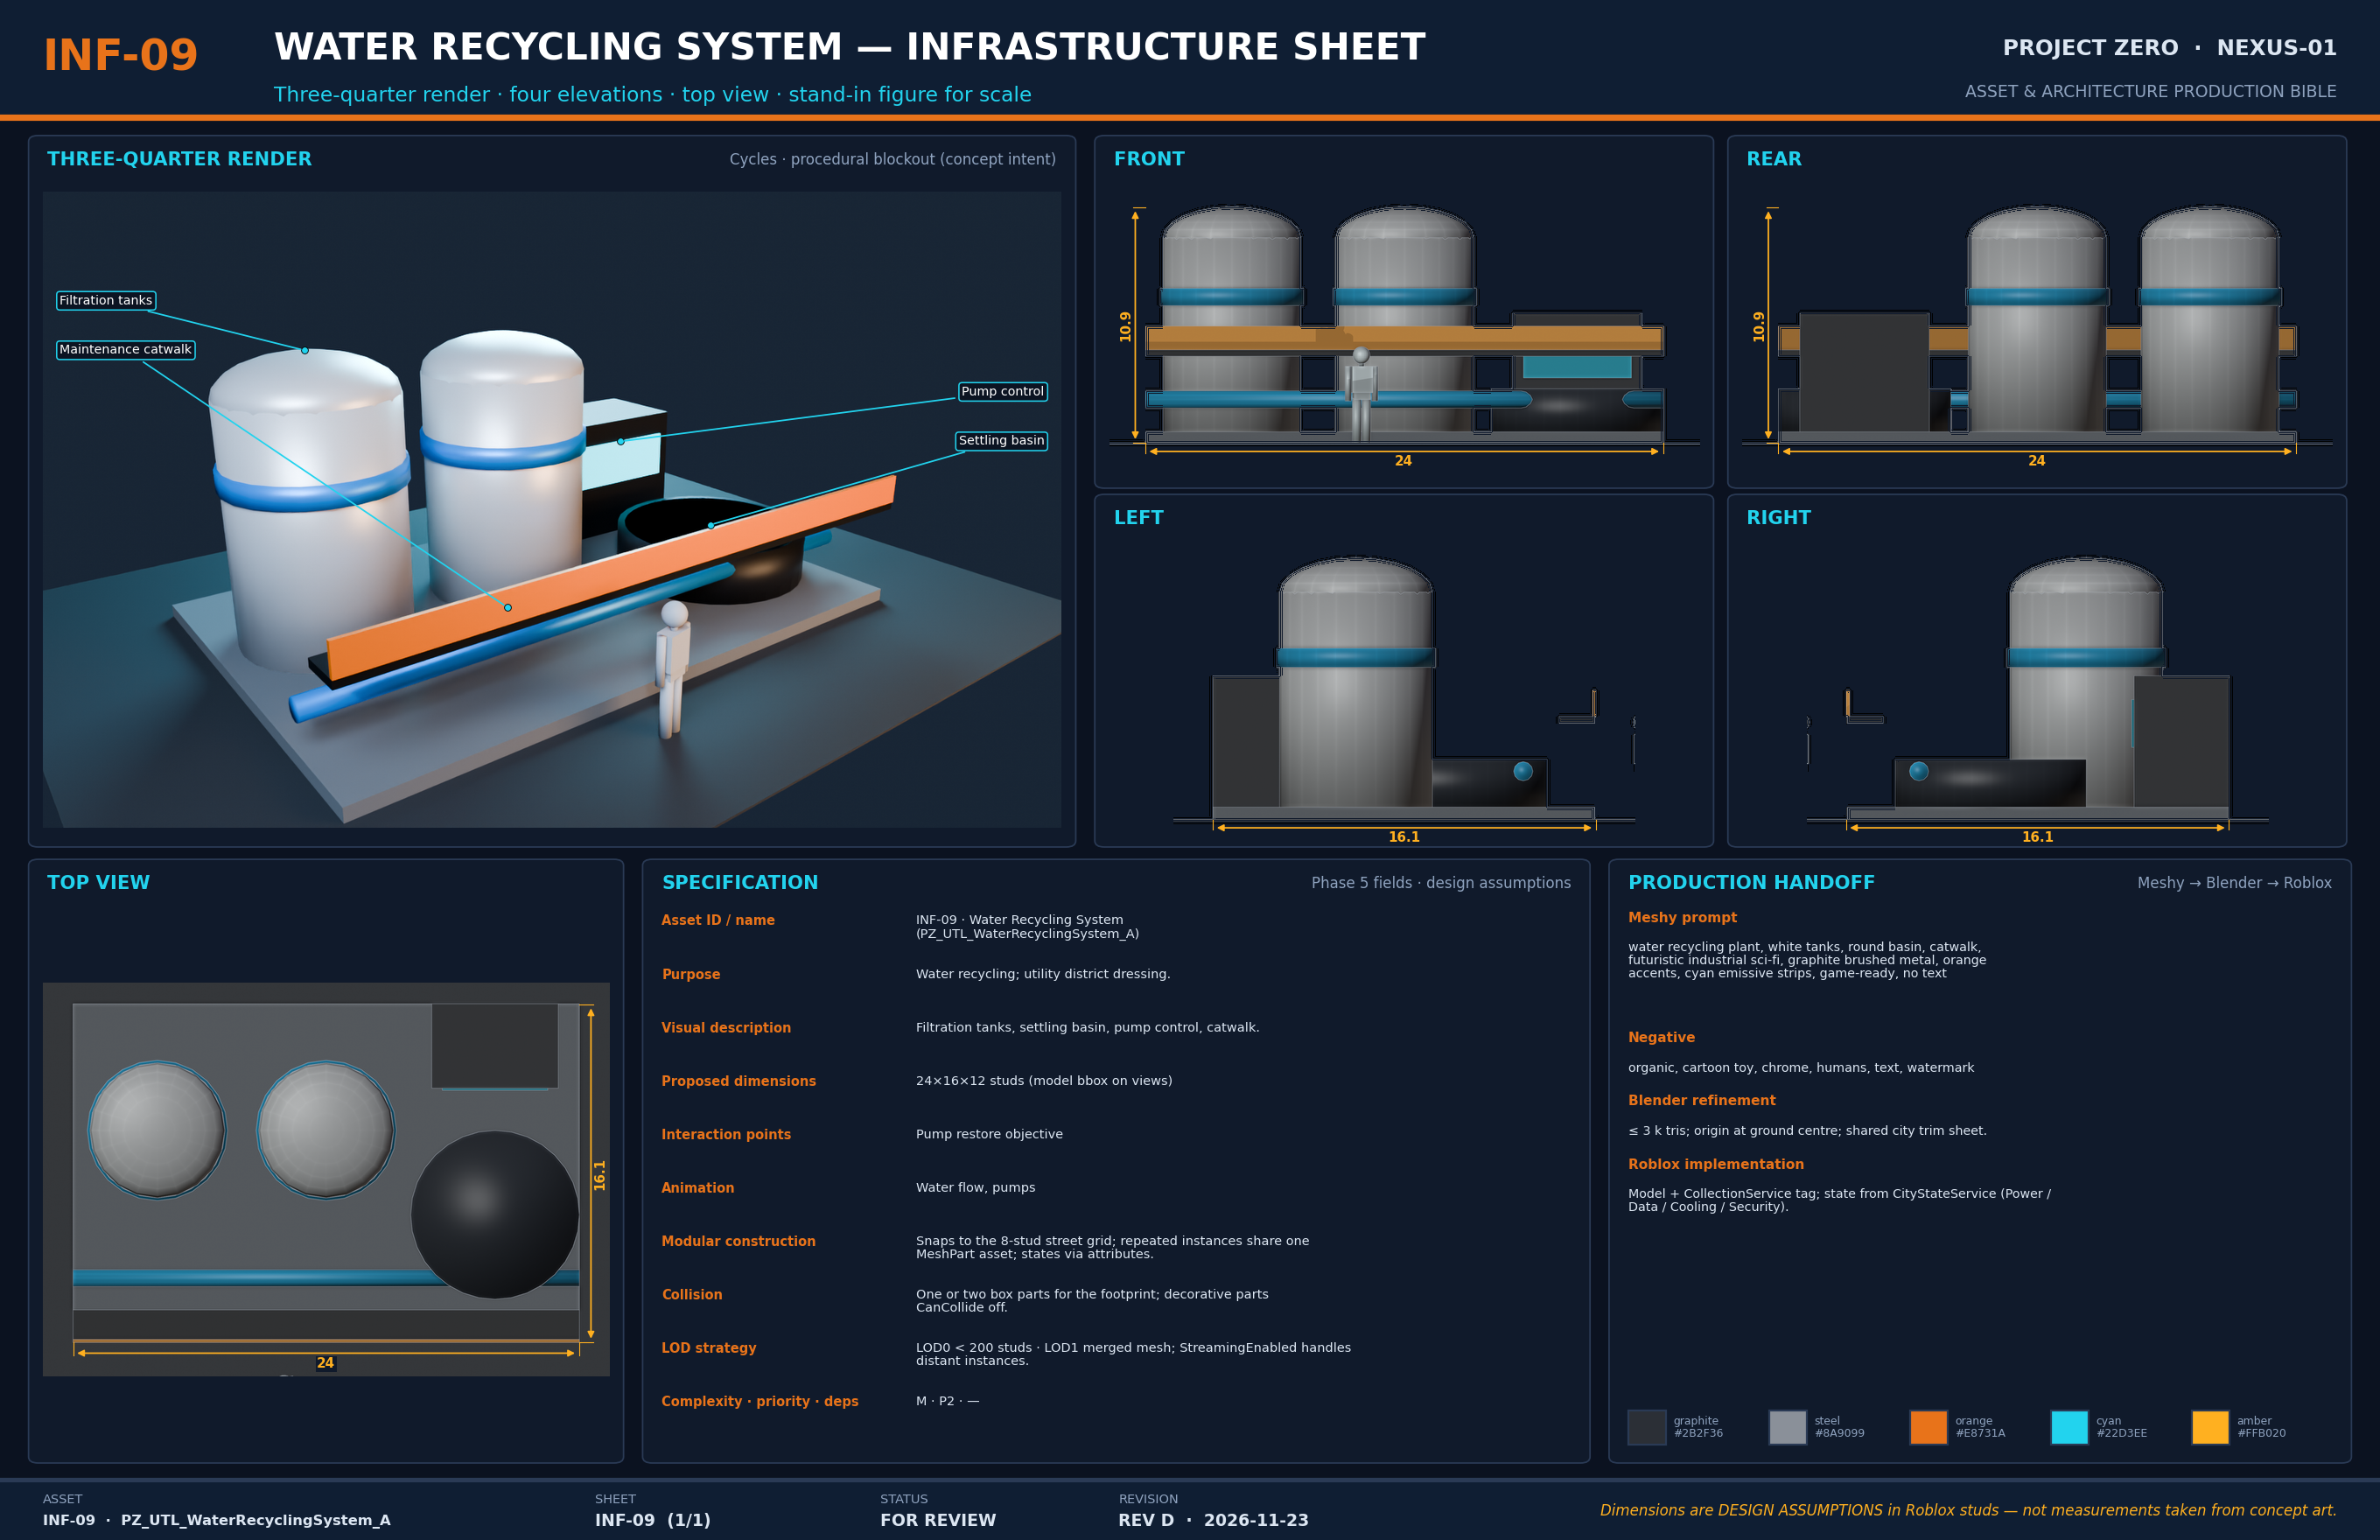 INF-09
WATER RECYCLING SYSTEM — INFRASTRUCTURE SHEET
Three-quarter render · four elevations · top view · stand-in figure for scale
PROJECT ZERO · NEXUS-01
ASSET & ARCHITECTURE PRODUCTION BIBLE
THREE-QUARTER RENDER
Cycles · procedural blockout (concept intent)
Filtration tanks
Maintenance catwalk
Pump control
Settling basin
FRONT
10.9
24
REAR
10.9
24
LEFT
16.1
RIGHT
16.1
TOP VIEW
16.1
24
SPECIFICATION
Phase 5 fields · design assumptions
Asset ID / name
INF-09 · Water Recycling System
(PZ_UTL_WaterRecyclingSystem_A)
Purpose
Water recycling; utility district dressing.
Visual description
Filtration tanks, settling basin, pump control, catwalk.
Proposed dimensions
24×16×12 studs (model bbox on views)
Interaction points
Pump restore objective
Animation
Water flow, pumps
Modular construction
Snaps to the 8-stud street grid; repeated instances share one
MeshPart asset; states via attributes.
Collision
One or two box parts for the footprint; decorative parts
CanCollide off.
LOD strategy
LOD0 < 200 studs · LOD1 merged mesh; StreamingEnabled handles
distant instances.
Complexity · priority · deps
M · P2 · —
PRODUCTION HANDOFF
Meshy → Blender → Roblox
Meshy prompt
water recycling plant, white tanks, round basin, catwalk,
futuristic industrial sci-fi, graphite brushed metal, orange
accents, cyan emissive strips, game-ready, no text
Negative
organic, cartoon toy, chrome, humans, text, watermark
Blender refinement
≤ 3 k tris; origin at ground centre; shared city trim sheet.
Roblox implementation
Model + CollectionService tag; state from CityStateService (Power /
Data / Cooling / Security).
graphite
#2B2F36
steel
#8A9099
orange
#E8731A
cyan
#22D3EE
amber
#FFB020
ASSET
INF-09 · PZ_UTL_WaterRecyclingSystem_A
SHEET
INF-09 (1/1)
STATUS
FOR REVIEW
REVISION
REV D · 2026-11-23
Dimensions are DESIGN ASSUMPTIONS in Roblox studs — not measurements taken from concept art.